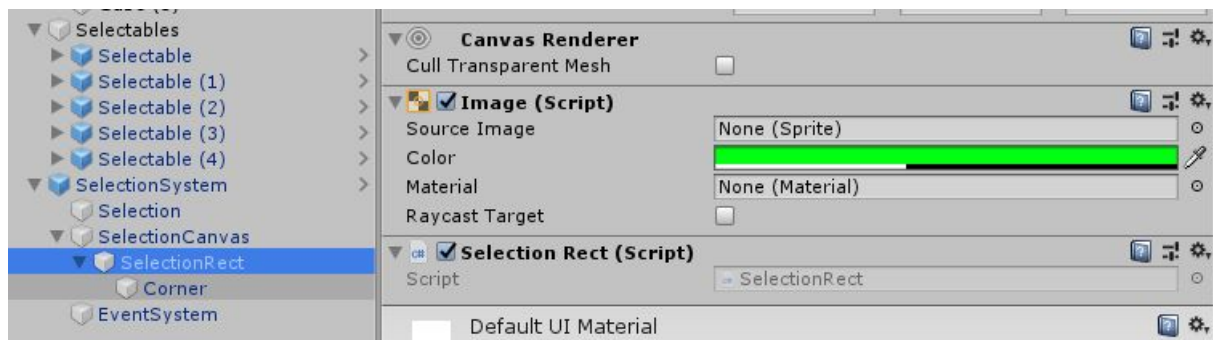 Selectables
Selectable
Selectable (1)
Selectable (2)
Selectable (3)
Selectable (4)
SelectionSystem
Selection
SelectionCanvas
SelectionRect
Corner
EventSystem
Canvas Renderer
Cull Transparent Mesh
Image (Script)
Source Image None (Sprite)
Color
Material None (Material)
Raycast Target
Selection Rect (Script)
Script SelectionRect
Default UI Material